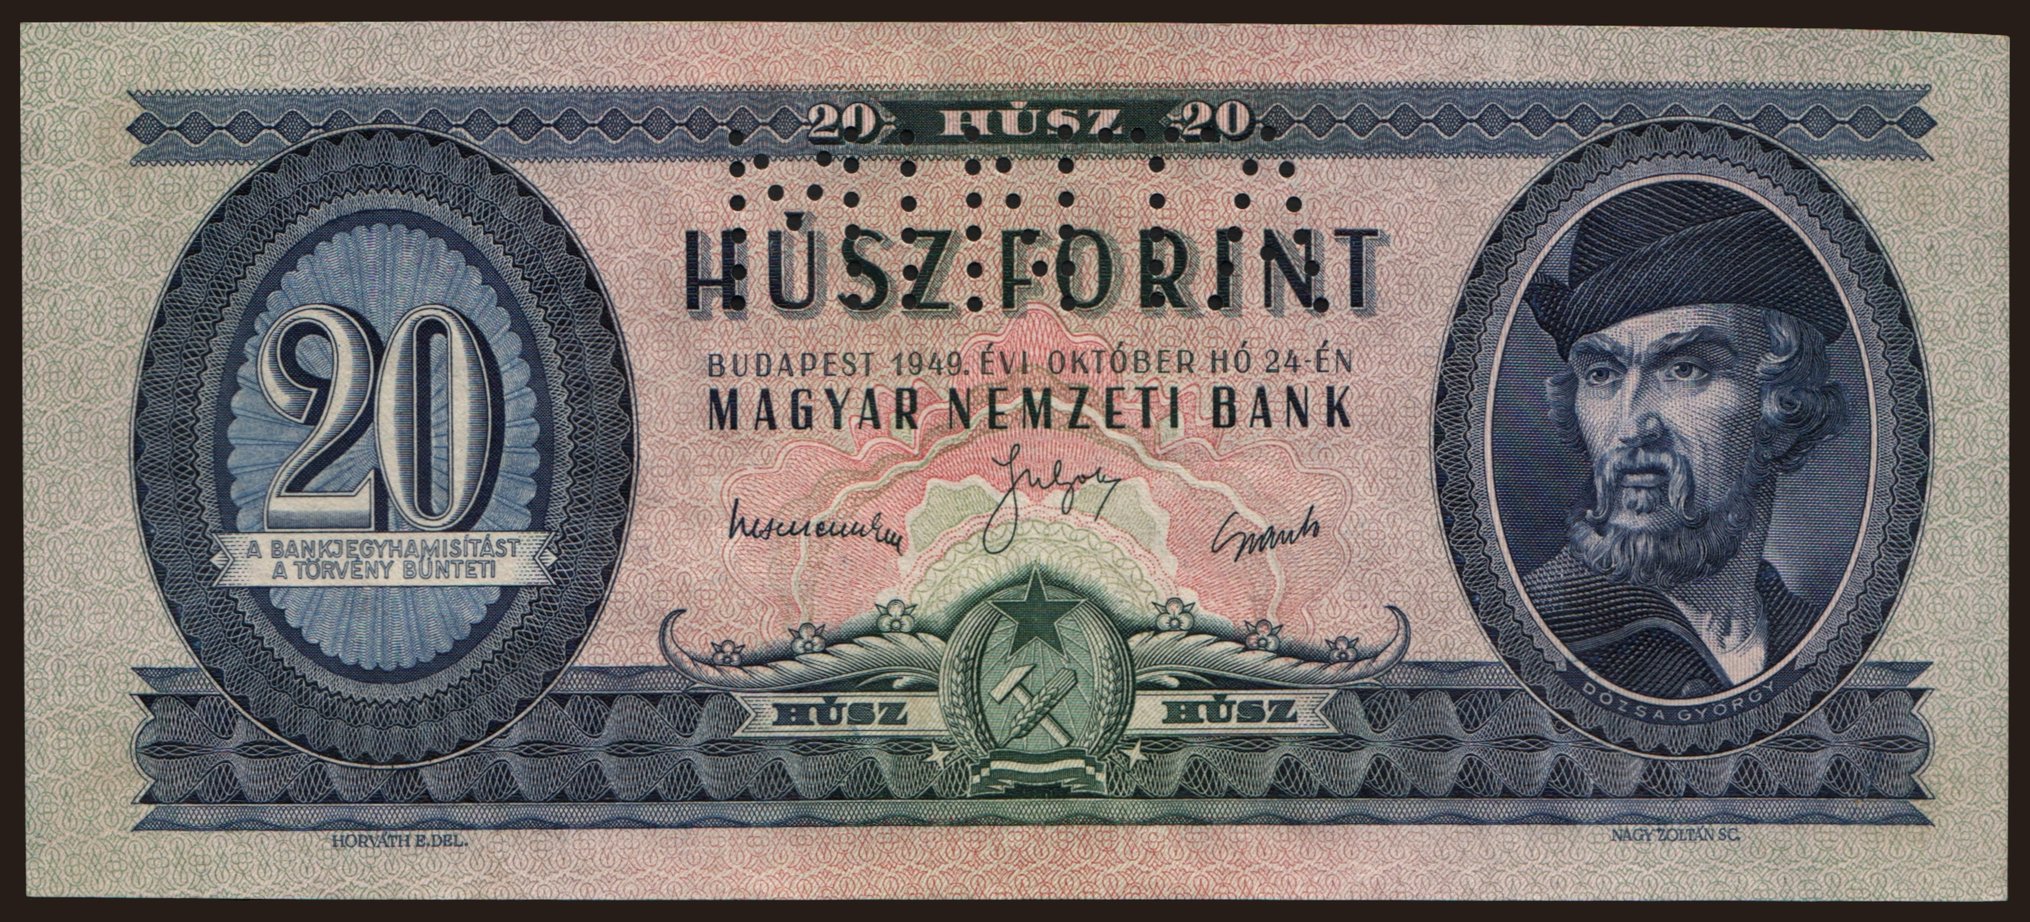 20 HÚSZ 20
MINTA
HÚSZ FORINT
BUDAPEST 1949. ÉVI OKTÓBER HÓ 24-ÉN
MAGYAR NEMZETI BANK
20
A BANKJEGYHAMISÍTÁST
A TÖRVÉNY BÜNTETI
HÚSZ HÚSZ
DÓZSA GYÖRGY
HORVÁTH E. DEL.
NAGY ZOLTÁN SC.